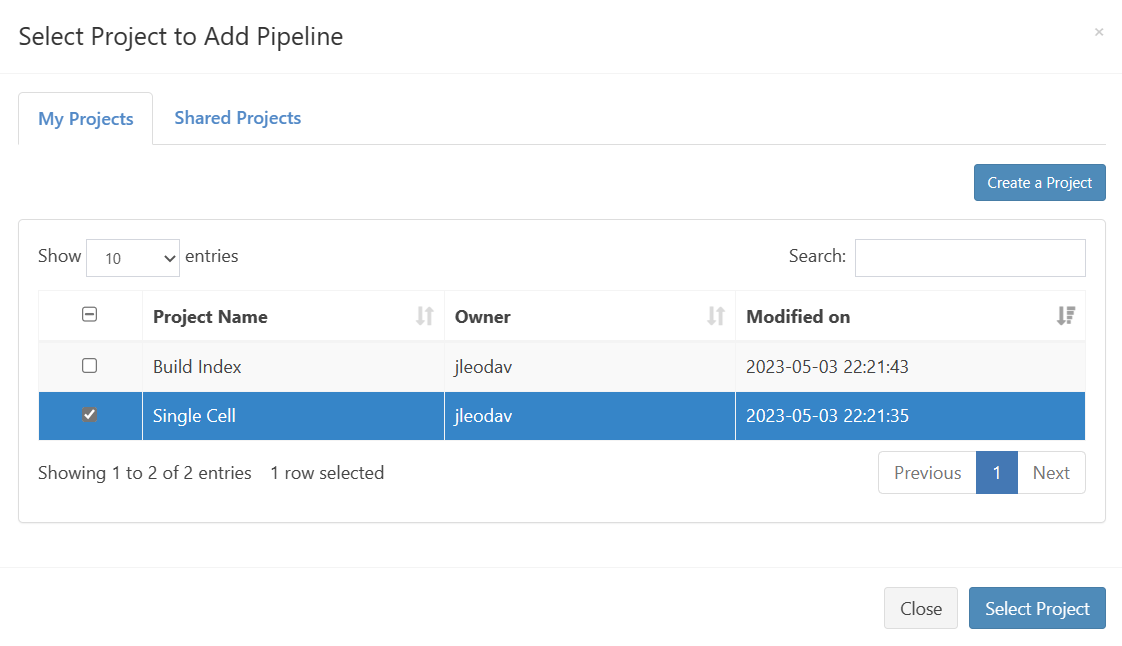 Select Project to Add Pipeline ×
My Projects Shared Projects
Create a Project
Show 10 entries Search:
Project Name Owner Modified on
Build Index jleodav 2023-05-03 22:21:43
Single Cell jleodav 2023-05-03 22:21:35
Showing 1 to 2 of 2 entries 1 row selected Previous 1 Next
Close Select Project